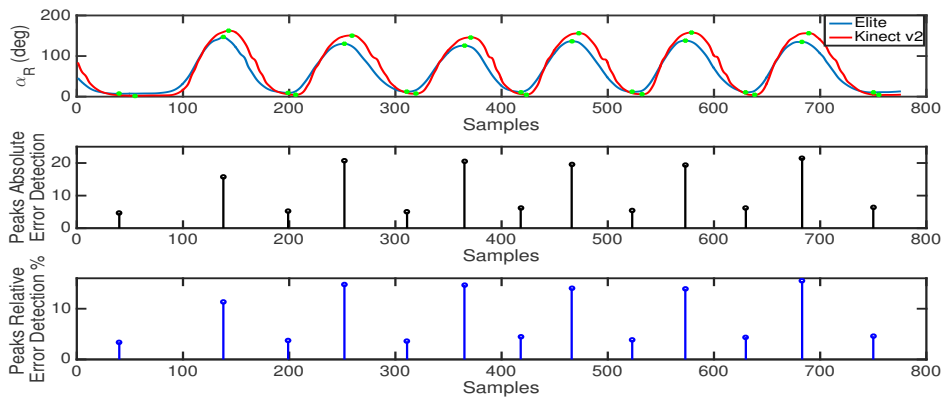 150
100
50
0
α_R (deg)
Elite
Kinect v2
0 100 200 300 400 500 600 700 800
Samples
20
10
0
Peaks Absolute
Error Detection
0 100 200 300 400 500 600 700 800
Samples
10
0
Peaks Relative
Error Detection %
0 100 200 300 400 500 600 700 800
Samples